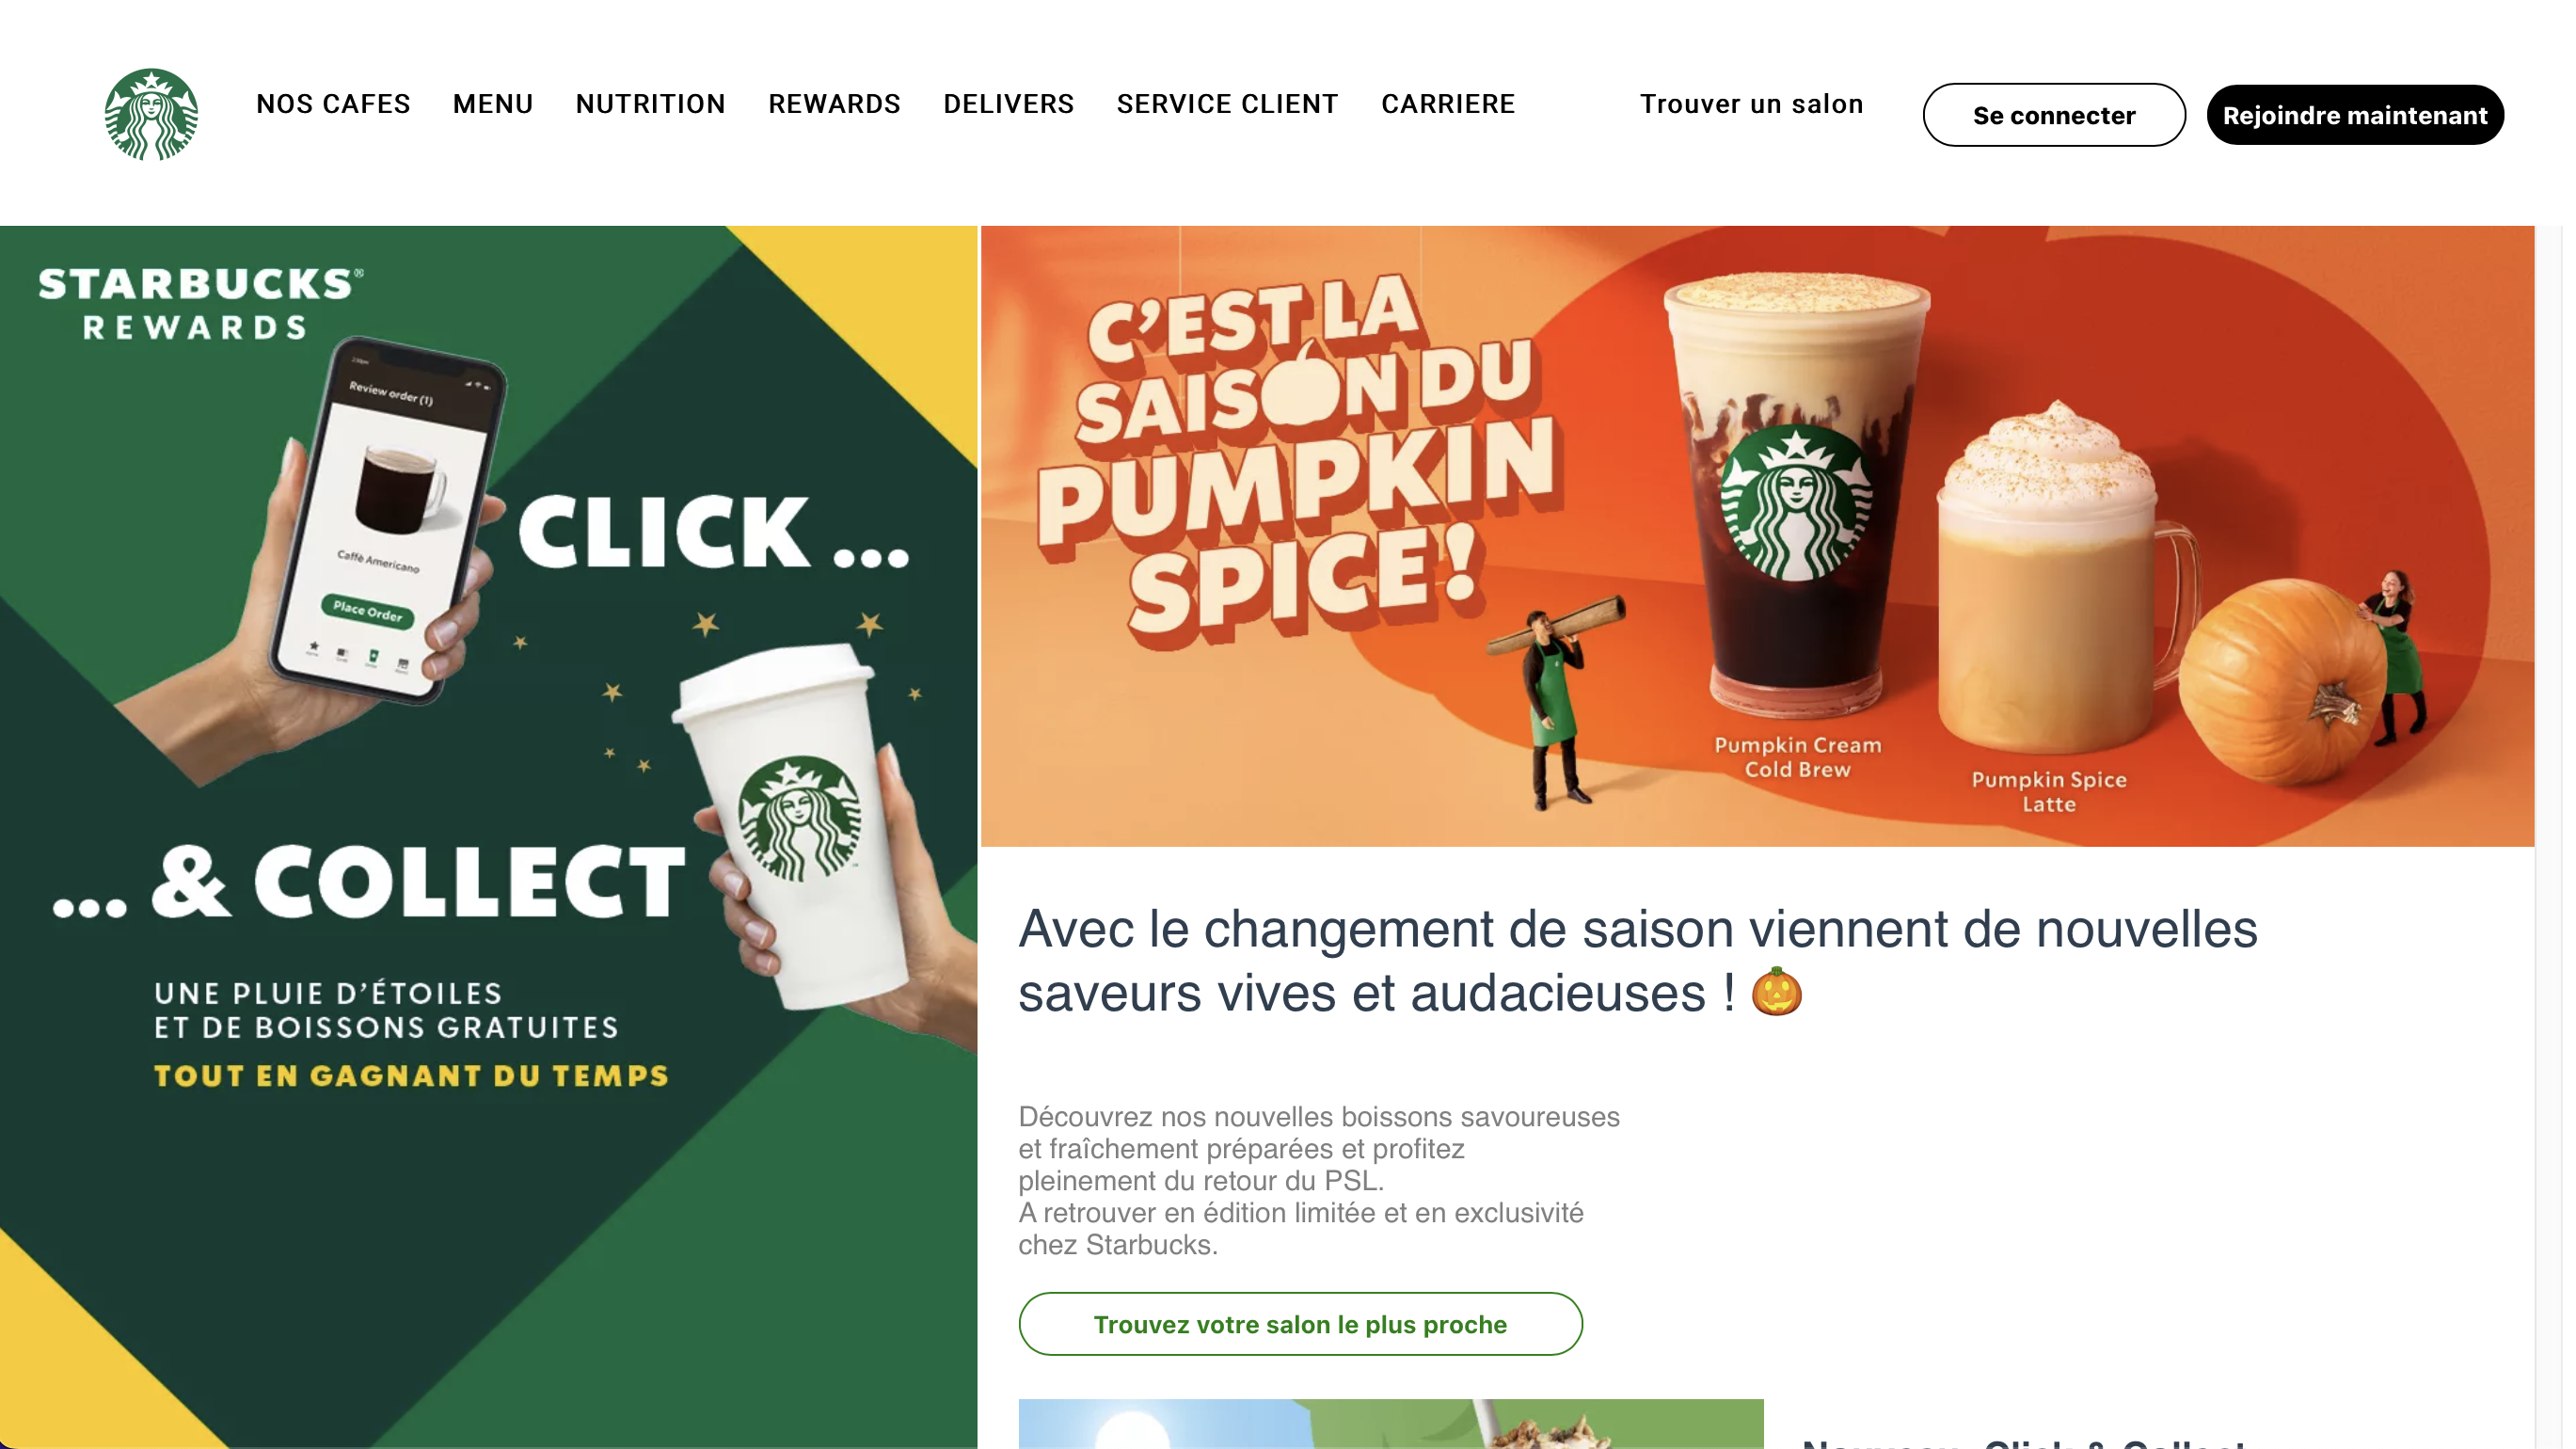 NOS CAFES
MENU
NUTRITION
REWARDS
DELIVERS
SERVICE CLIENT
CARRIERE
Trouver un salon
Se connecter
Rejoindre maintenant
STARBUCKS®
REWARDS
Review order (1)
Caffè Americano
Place Order
CLICK ...
... & COLLECT
UNE PLUIE D'ÉTOILES
ET DE BOISSONS GRATUITES
TOUT EN GAGNANT DU TEMPS
C'EST LA
SAISON DU
PUMPKIN
SPICE!
Pumpkin Cream
Cold Brew
Pumpkin Spice
Latte
Avec le changement de saison viennent de nouvelles
saveurs vives et audacieuses ! 🎃
Découvrez nos nouvelles boissons savoureuses
et fraîchement préparées et profitez
pleinement du retour du PSL.
A retrouver en édition limitée et en exclusivité
chez Starbucks.
Trouvez votre salon le plus proche